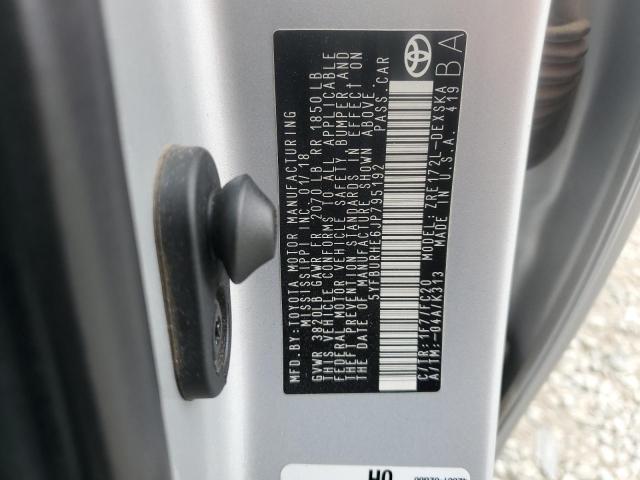 MFD.BY:TOYOTA MOTOR MANUFACTURING
MISSISSIPPI INC. 01/18
GVWR 3820LB GAWR FR 2070 LB RR 1850LB
THIS VEHICLE CONFORMS TO ALL APPLICABLE
FEDERAL MOTOR VEHICLE SAFETY BUMPER AND
THEFT PREVENTION STANDARDS IN EFFECT ON
THE DATE OF MANUFACTURE SHOWN ABOVE.
5YFBURHE6JP795192 PASS.CAR
C/TR:1F7/FC20 MODEL:ZRE172L-DEXSKA
A/TM:-04A/K313 MADE IN U.S.A. 419
BA